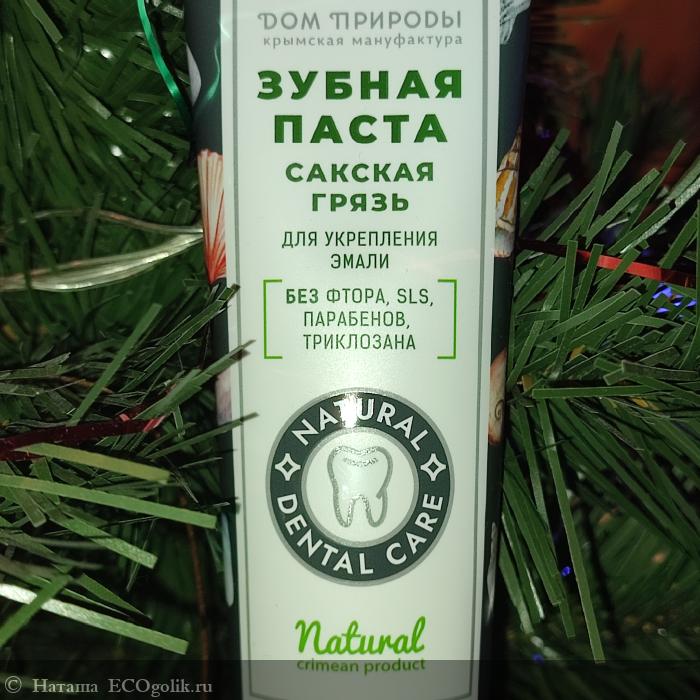 ДОМ ПРИРОДЫ
крымская мануфактура
ЗУБНАЯ
ПАСТА
САКСКАЯ
ГРЯЗЬ
ДЛЯ УКРЕПЛЕНИЯ
ЭМАЛИ
БЕЗ ФТОРА, SLS,
ПАРАБЕНОВ,
ТРИКЛОЗАНА
NATURAL
DENTAL CARE
Natural
crimean product
© Наташа ECOgolik.ru